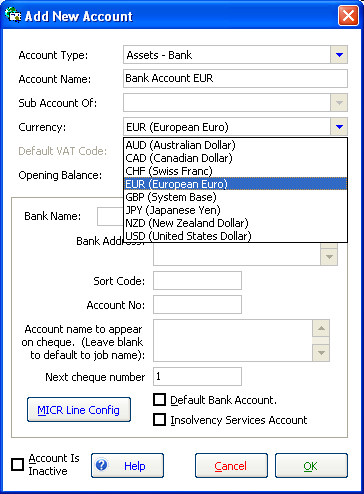 Add New Account
Account Type: Assets - Bank
Account Name: Bank Account EUR
Sub Account Of:
Currency: EUR (European Euro)
AUD (Australian Dollar)
Default VAT Code: CAD (Canadian Dollar)
CHF (Swiss Franc)
Opening Balance: EUR (European Euro)
GBP (System Base)
Bank Name: JPY (Japanese Yen)
NZD (New Zealand Dollar)
Bank Address: USD (United States Dollar)
Sort Code:
Account No:
Account name to appear
on cheque. (Leave blank
to default to job name):
Next cheque number 1
MICR Line Config
Default Bank Account.
Insolvency Services Account
Account Is
Inactive
Help
Cancel
OK